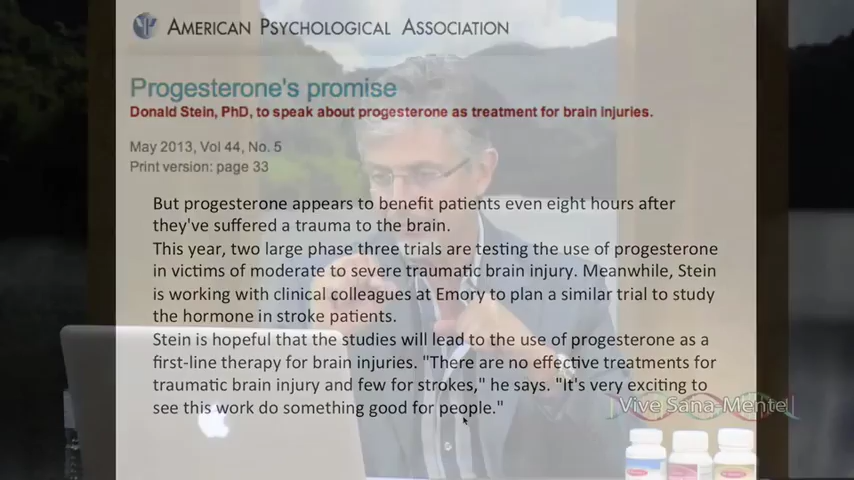 AMERICAN PSYCHOLOGICAL ASSOCIATION
Progesterone's promise
Donald Stein, PhD, to speak about progesterone as treatment for brain injuries.
May 2013, Vol 44, No. 5
Print version: page 33
But progesterone appears to benefit patients even eight hours after
they've suffered a trauma to the brain.
This year, two large phase three trials are testing the use of progesterone
in victims of moderate to severe traumatic brain injury. Meanwhile, Stein
is working with clinical colleagues at Emory to plan a similar trial to study
the hormone in stroke patients.
Stein is hopeful that the studies will lead to the use of progesterone as a
first-line therapy for brain injuries. "There are no effective treatments for
traumatic brain injury and few for strokes," he says. "It's very exciting to
see this work do something good for people."
Vive Sana-Mente